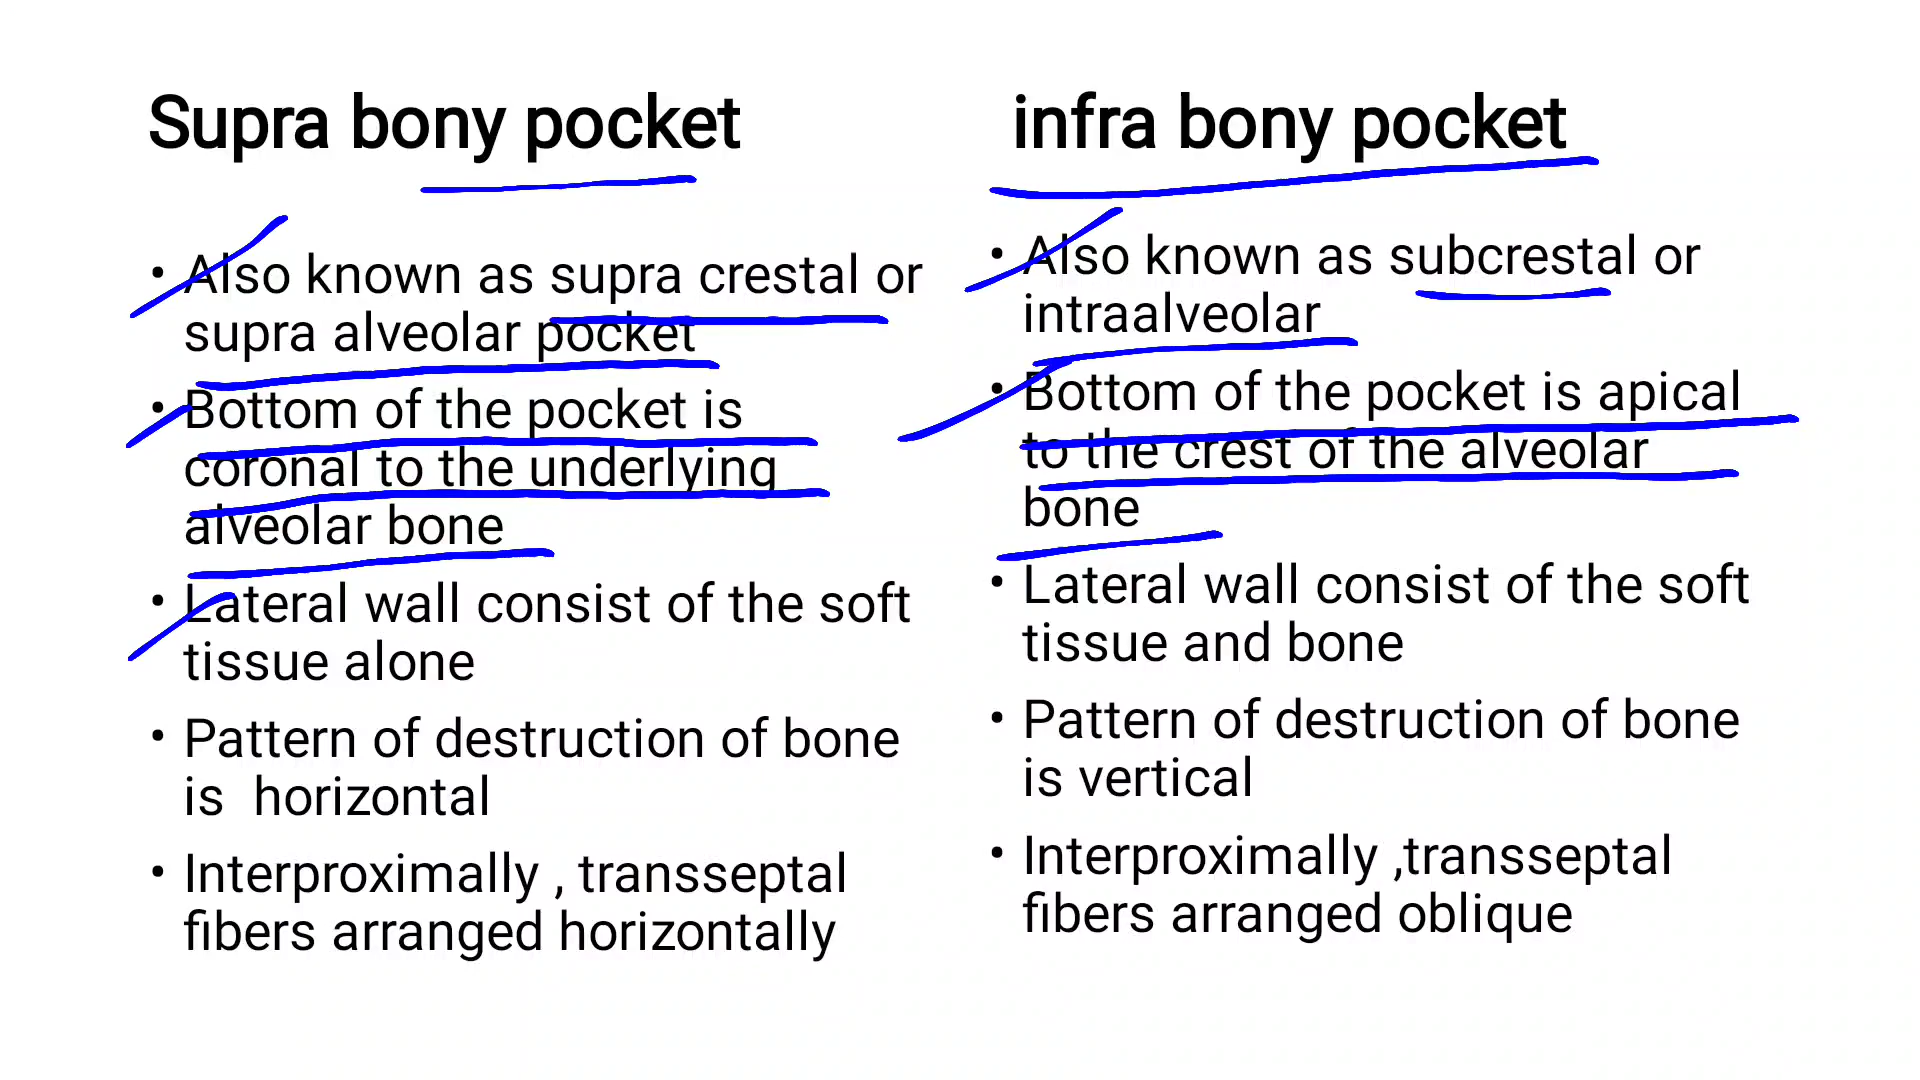 Supra bony pocket
• Also known as supra crestal or
supra alveolar pocket
• Bottom of the pocket is
coronal to the underlying
alveolar bone
• Lateral wall consist of the soft
tissue alone
• Pattern of destruction of bone
is horizontal
• Interproximally , transseptal
fibers arranged horizontally
infra bony pocket
• Also known as subcrestal or
intraalveolar
• Bottom of the pocket is apical
to the crest of the alveolar
bone
• Lateral wall consist of the soft
tissue and bone
• Pattern of destruction of bone
is vertical
• Interproximally ,transseptal
fibers arranged oblique